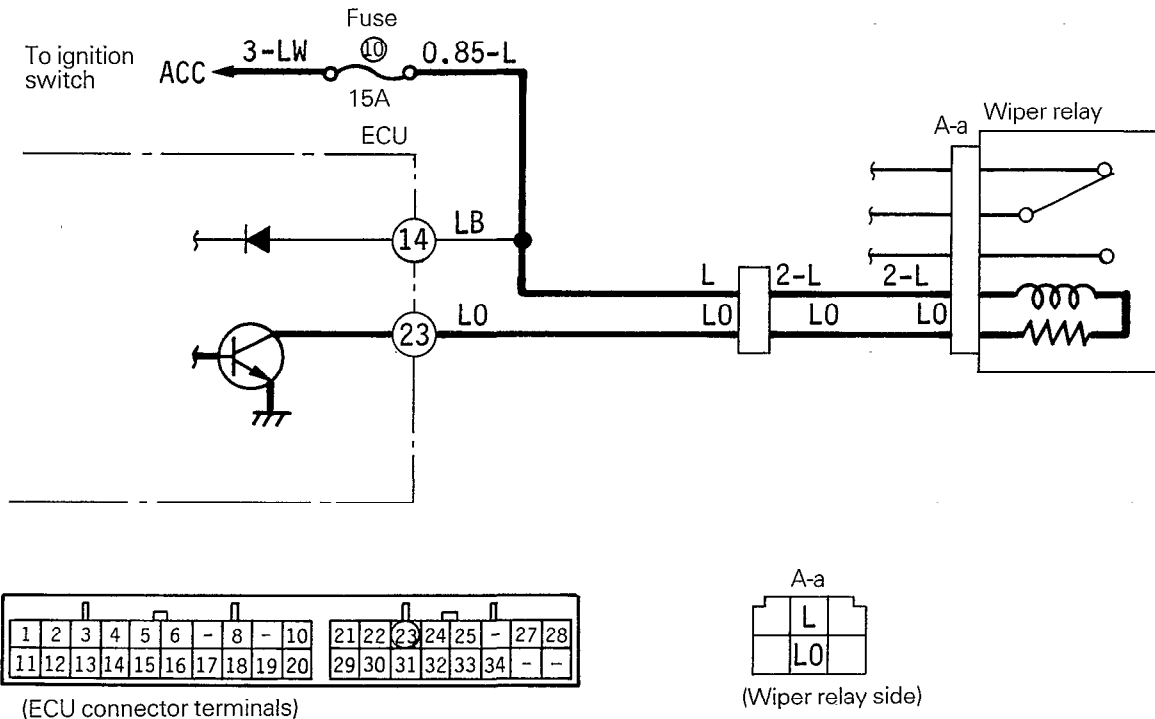 Fuse
10
To ignition
switch
ACC
3-LW
0.85-L
15A
ECU
Wiper relay
A-a
14
LB
L
2-L
2-L
23
LO
LO
LO
LO
1 2 3 4 5 6 - 8 - 10
11 12 13 14 15 16 17 18 19 20
21 22 23 24 25 - 27 28
29 30 31 32 33 34 - -
(ECU connector terminals)
A-a
L
LO
(Wiper relay side)